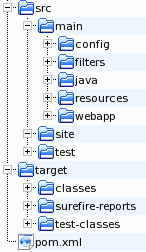 src
main
config
filters
java
resources
webapp
site
test
target
classes
surefire-reports
test-classes
pom.xml